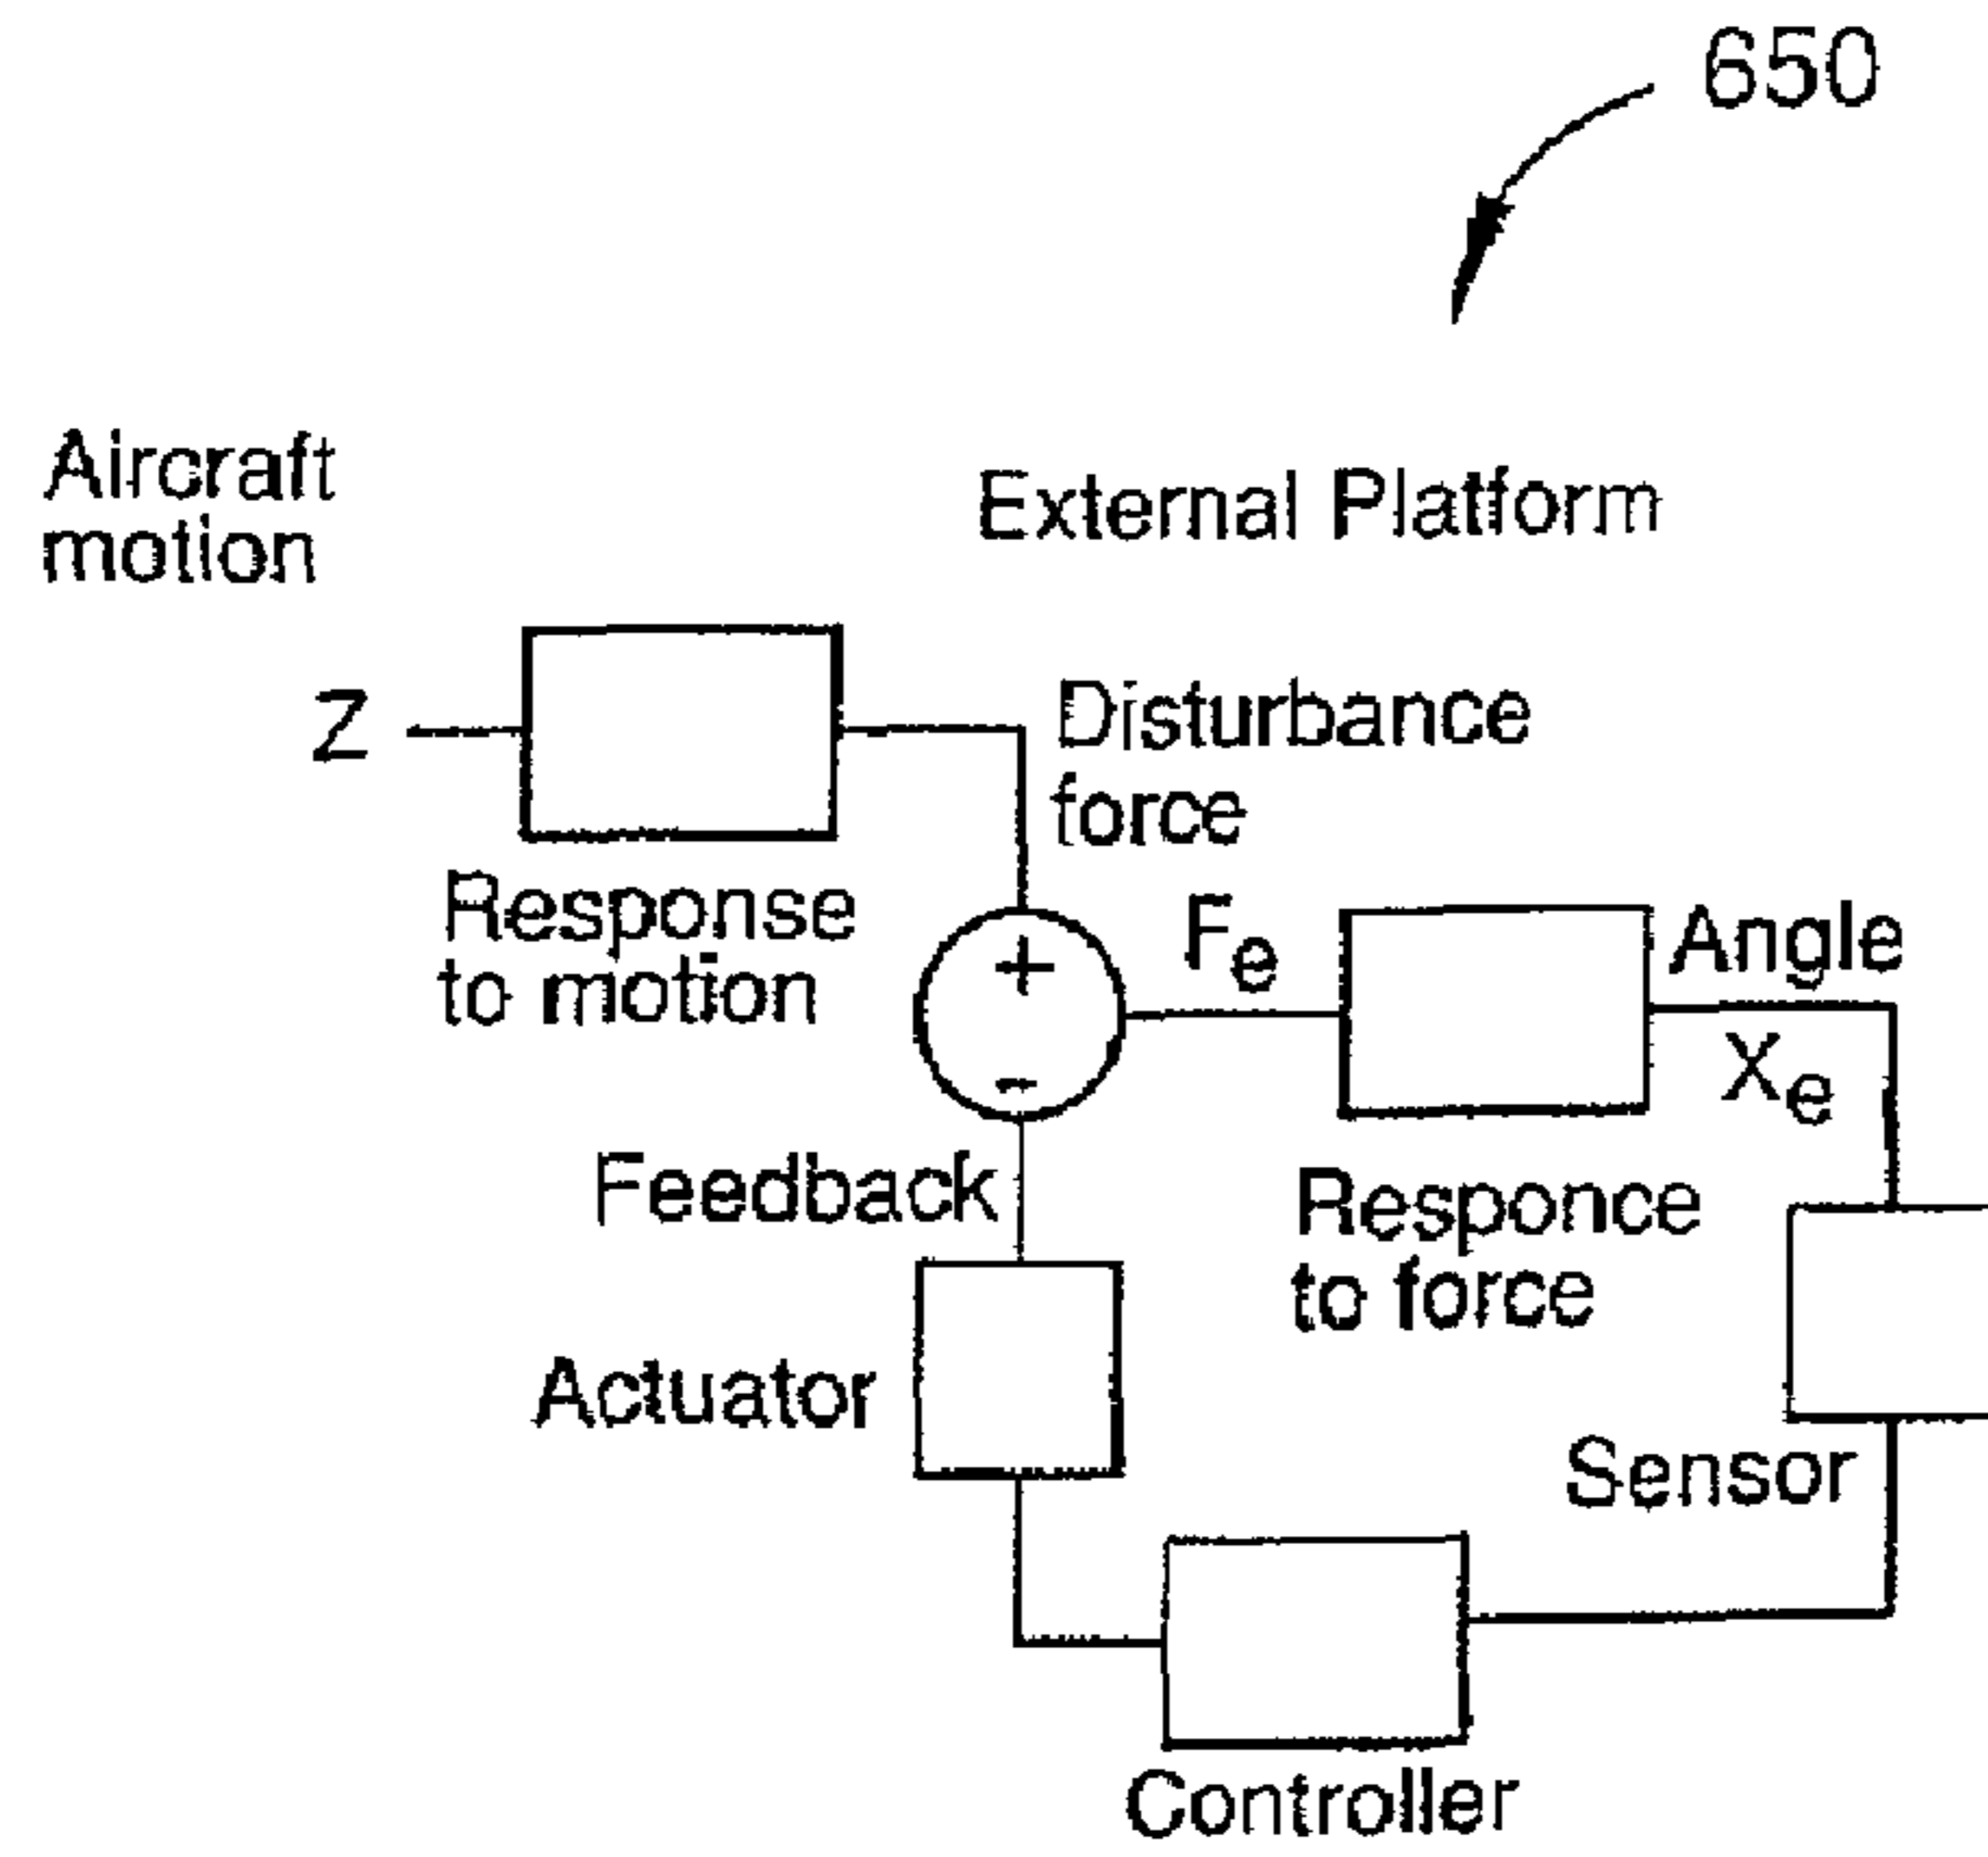 650
Aircraft
motion
External Platform
Z
Disturbance
force
Response
to motion
+
-
Fe
Angle
Xe
Feedback
Responce
to force
Actuator
Sensor
Controller